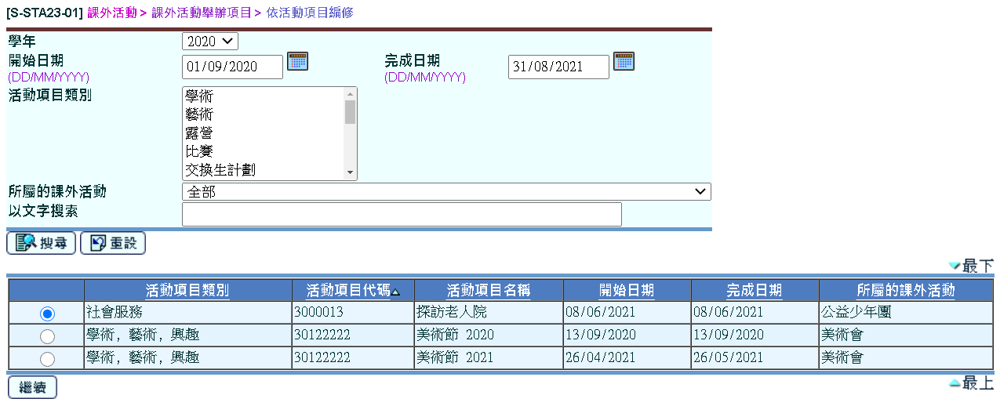 [S-STA23-01] 課外活動 > 課外活動舉辦項目 > 依活動項目編修
學年 2020
開始日期 01/09/2020 完成日期 31/08/2021
(DD/MM/YYYY) (DD/MM/YYYY)
活動項目類別 學術
藝術
露營
比賽
交換生計劃
所屬的課外活動 全部
以文字搜索
搜尋 重設
最下
活動項目類別 活動項目代碼 活動項目名稱 開始日期 完成日期 所屬的課外活動
社會服務 3000013 探訪老人院 08/06/2021 08/06/2021 公益少年團
學術, 藝術, 興趣 30122222 美術節 2020 13/09/2020 13/09/2020 美術會
學術, 藝術, 興趣 30122222 美術節 2021 26/04/2021 26/05/2021 美術會
繼續 最上